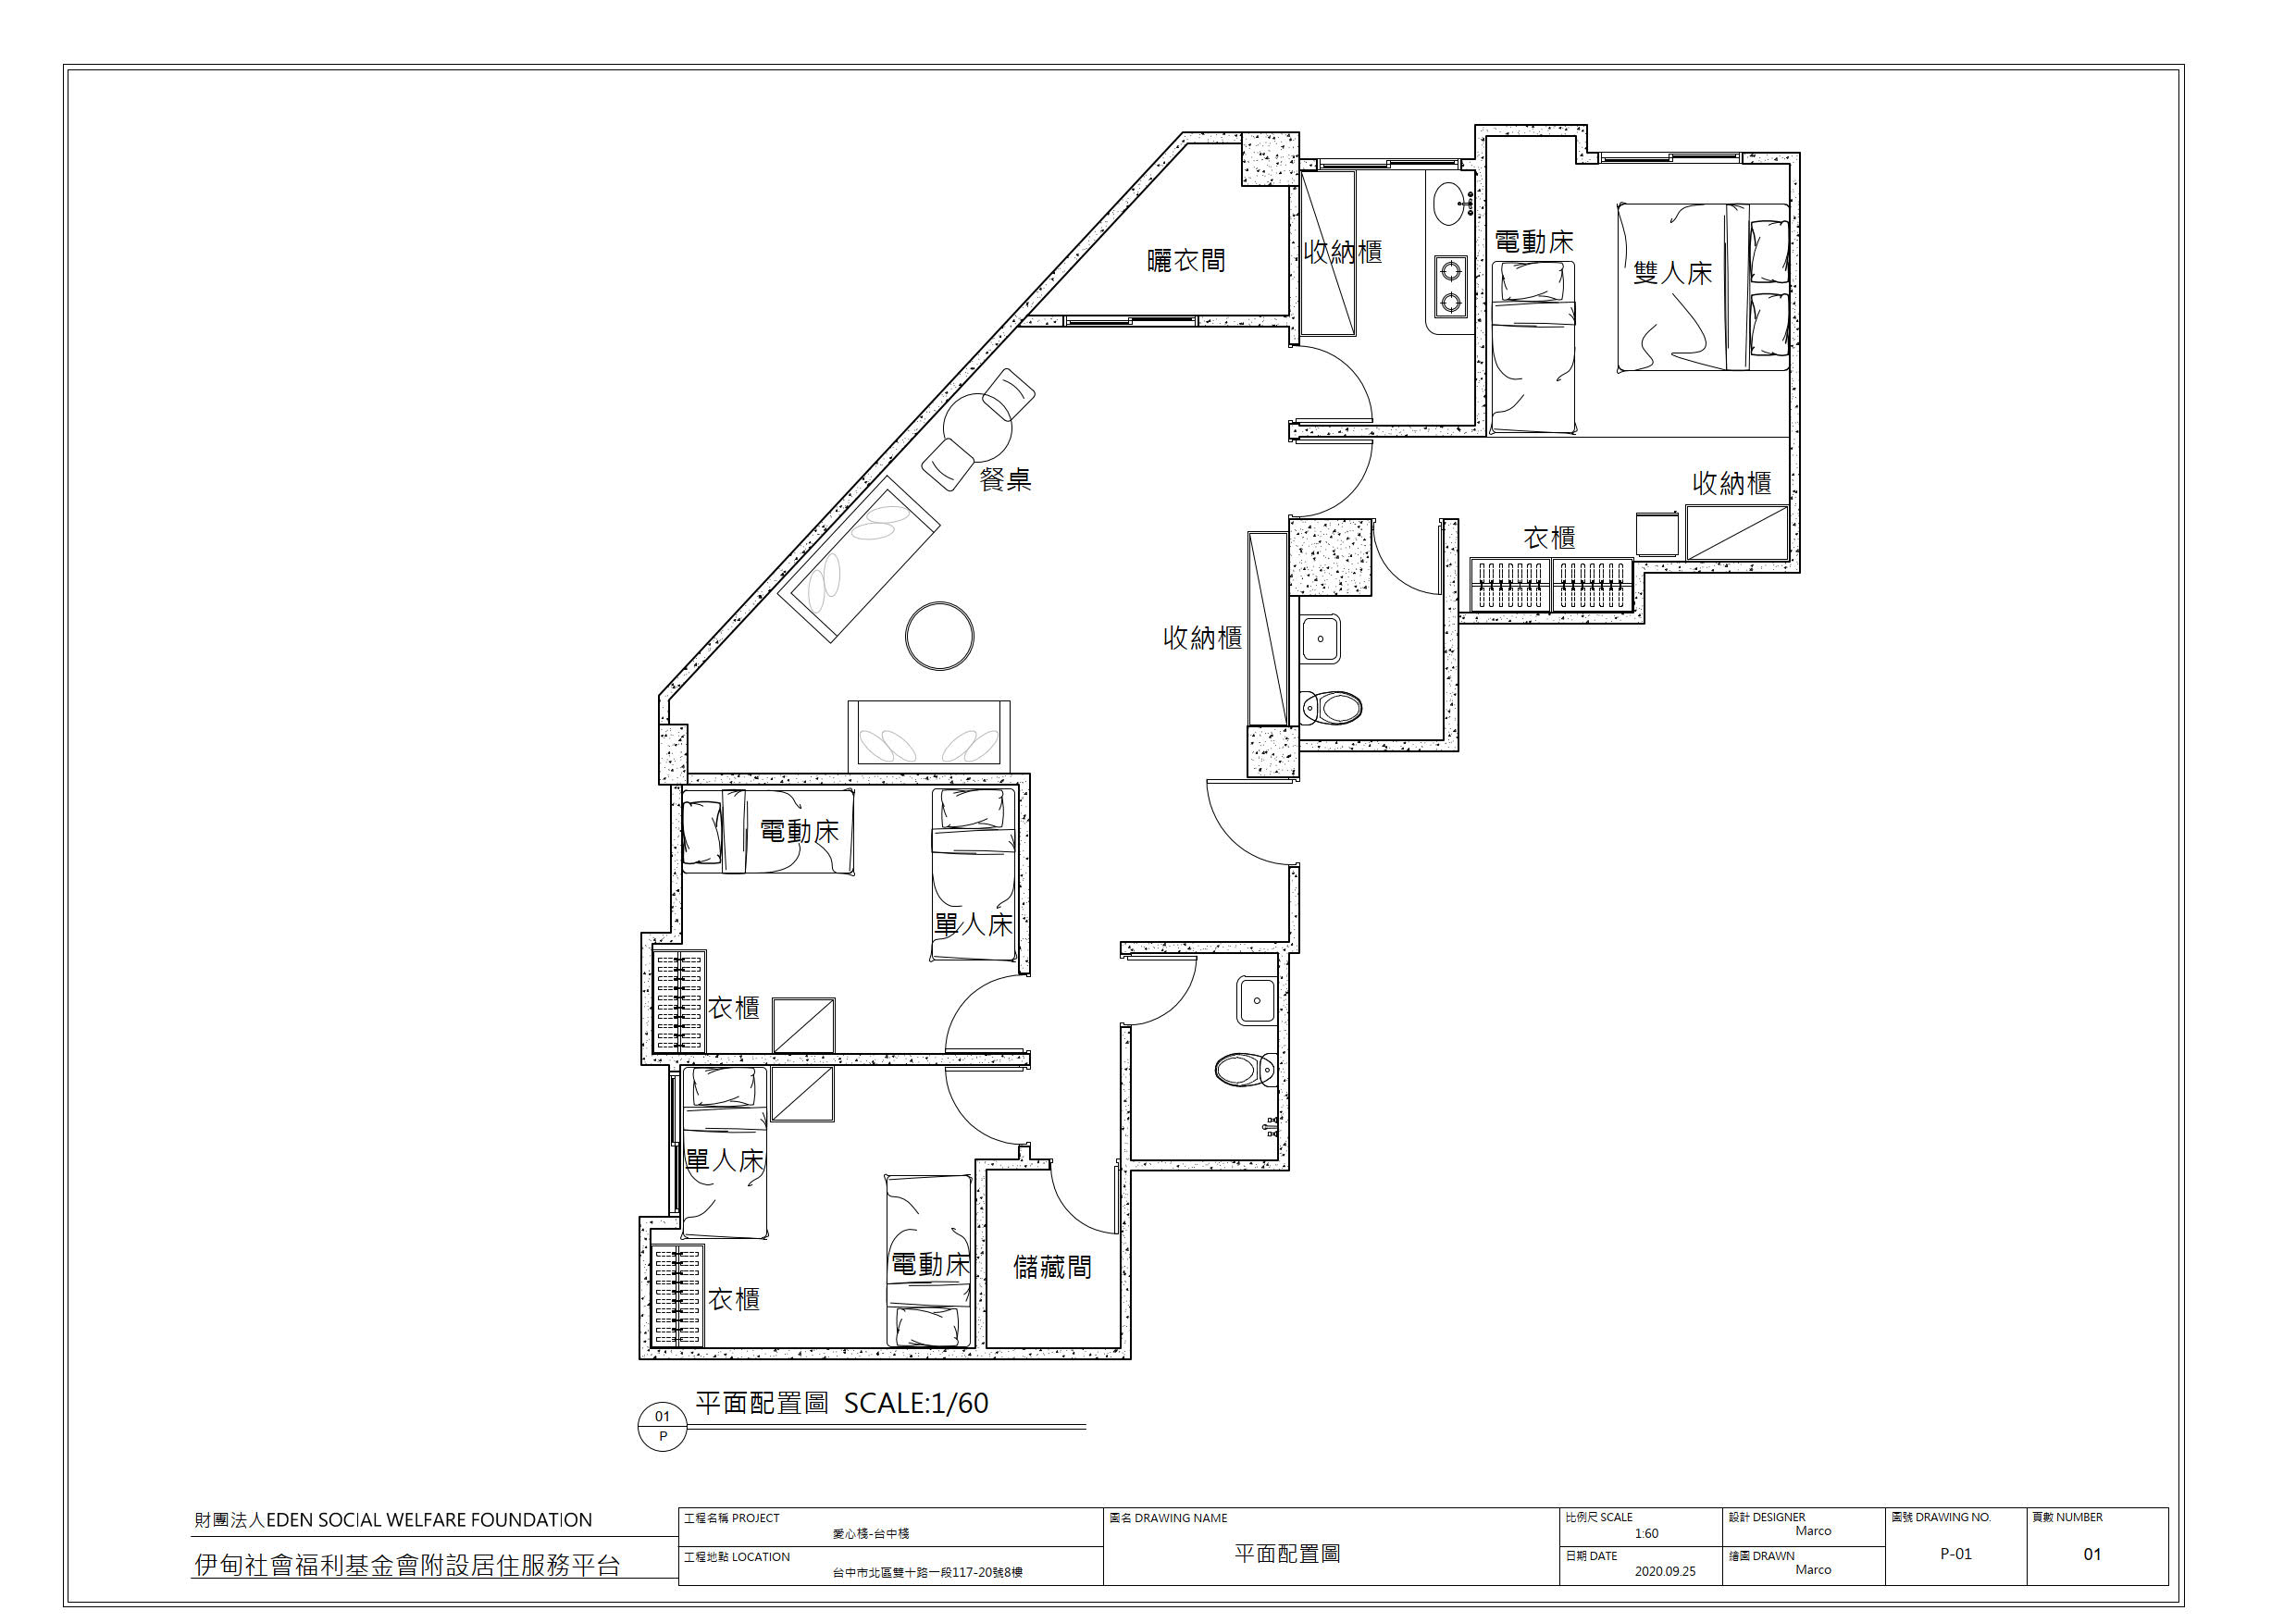 曬衣間
收納櫃
電動床
雙人床
餐桌
收納櫃
衣櫃
收納櫃
電動床
單人床
衣櫃
單人床
電動床
儲藏間
衣櫃
01
P
平面配置圖 SCALE:1/60
財團法人EDEN SOCIAL WELFARE FOUNDATION
伊甸社會福利基金會附設居住服務平台
工程名稱 PROJECT
愛心棧-台中棧
工程地點 LOCATION
台中市北區雙十路一段117-20號8樓
圖名 DRAWING NAME
平面配置圖
比例尺 SCALE
1:60
日期 DATE
2020.09.25
設計 DESIGNER
Marco
繪圖 DRAWN
Marco
圖號 DRAWING NO.
P-01
頁數 NUMBER
01